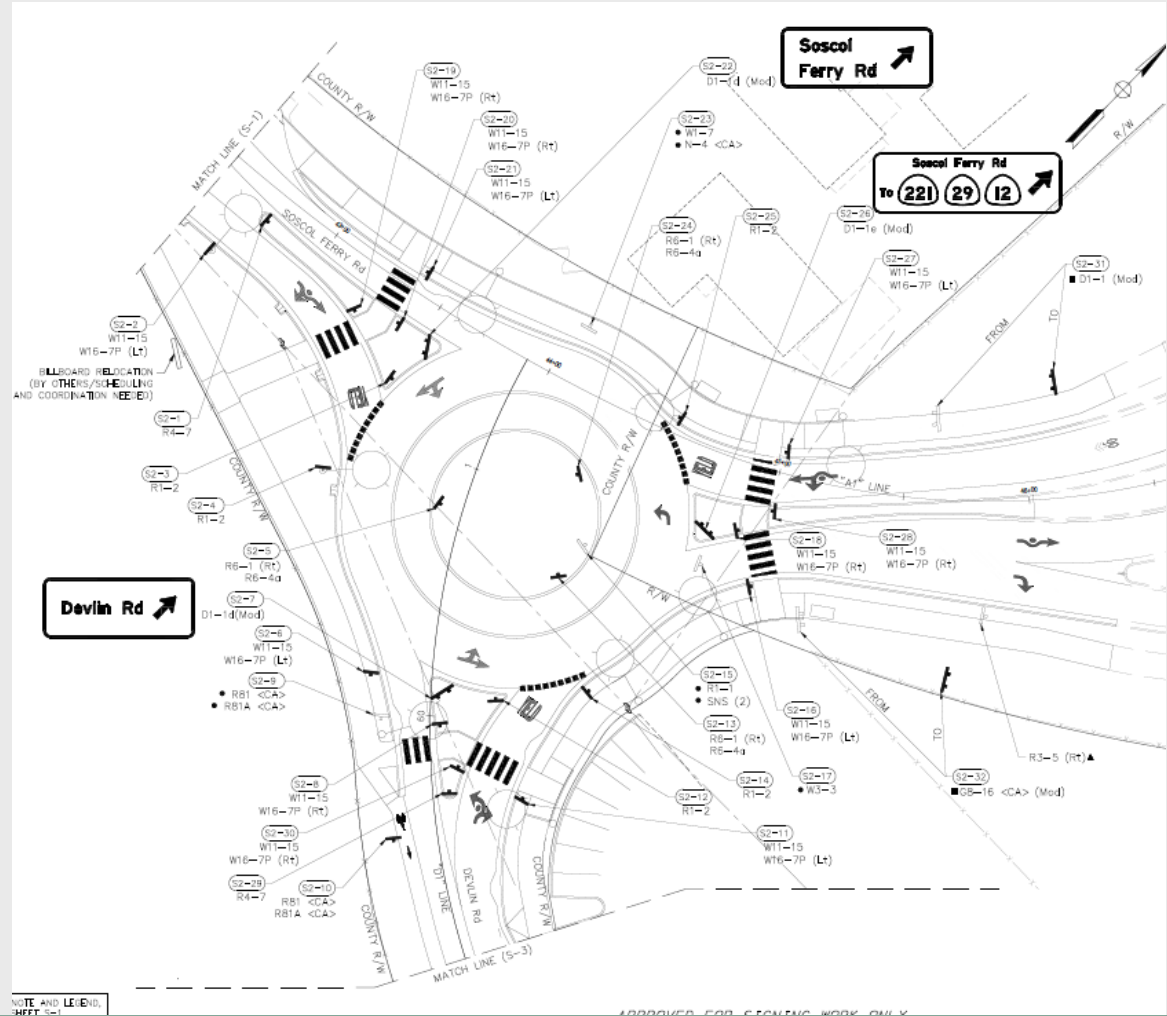 Soscol
Ferry Rd
Soscol Ferry Rd
To 221 29 12
Devlin Rd
MATCH LINE (S-1)
COUNTY R/W
SOSCOL FERRY Rd
R/W
S2-19
W11-15
W16-7P (Rt)
S2-20
W11-15
W16-7P (Rt)
S2-21
W11-15
W16-7P (Lt)
S2-22
D1-1d (Mod)
S2-23
• W1-7
• N-4 <CA>
S2-24
R6-1 (Rt)
R6-4a
S2-25
R1-2
S2-26
D1-1e (Mod)
S2-27
W11-15
W16-7P (Lt)
FROM
TO
S2-31
■ D1-1 (Mod)
S2-2
W11-15
W16-7P (Lt)
BILLBOARD RELOCATION
(BY OTHERS/SCHEDULING
AND COORDINATION NEEDED)
S2-1
R4-7
S2-3
R1-2
S2-4
R1-2
COUNTY R/W
COUNTY R/W
"A1" LINE
S2-5
R6-1 (Rt)
R6-4a
S2-7
D1-1d(Mod)
S2-6
W11-15
W16-7P (Lt)
S2-9
• R81 <CA>
• R81A <CA>
S2-18
W11-15
W16-7P (Rt)
S2-28
W11-15
W16-7P (Rt)
R/W
S2-15
• R1-1
• SNS (2)
S2-13
R6-1 (Rt)
R6-4a
S2-16
W11-15
W16-7P (Lt)
FROM
TO
R3-5 (Rt)▲
S2-14
R1-2
S2-17
• W3-3
S2-32
■ G8-16 <CA> (Mod)
S2-12
R1-2
S2-11
W11-15
W16-7P (Lt)
60
S2-8
W11-15
W16-7P (Rt)
S2-30
W11-15
W16-7P (Rt)
S2-29
R4-7
S2-10
R81 <CA>
R81A <CA>
"D1" LINE
DEVLIN Rd
COUNTY R/W
COUNTY R/W
MATCH LINE (S-3)
NOTE AND LEGEND,
SHEET S-1
APPROVED FOR SIGNING WORK ONLY